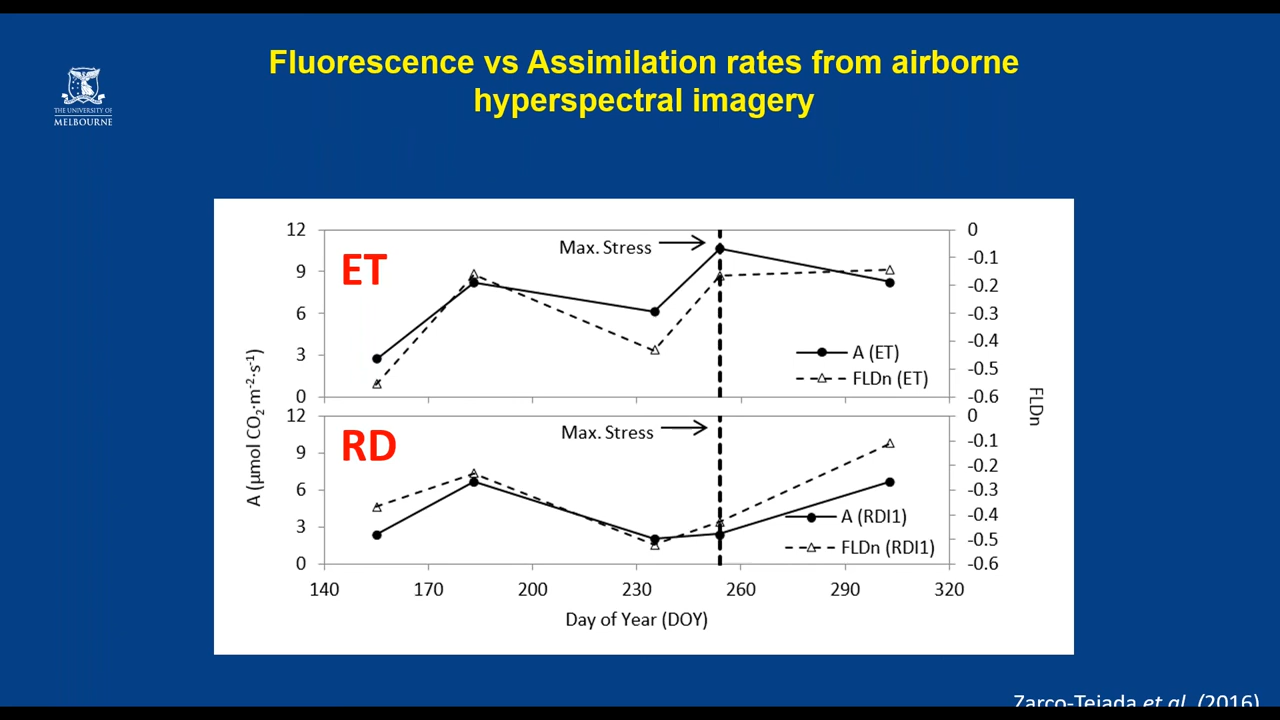 Fluorescence vs Assimilation rates from airborne
hyperspectral imagery
THE UNIVERSITY OF
MELBOURNE
12
9
6
3
0
ET
Max. Stress
A (ET)
FLDn (ET)
0
-0.1
-0.2
-0.3
-0.4
-0.5
-0.6
A (μmol CO₂·m⁻²·s⁻¹)
FLDn
12
9
6
3
0
RD
Max. Stress
A (RDI1)
FLDn (RDI1)
0
-0.1
-0.2
-0.3
-0.4
-0.5
-0.6
140 170 200 230 260 290 320
Day of Year (DOY)
Zarco-Tejada et al. (2016)